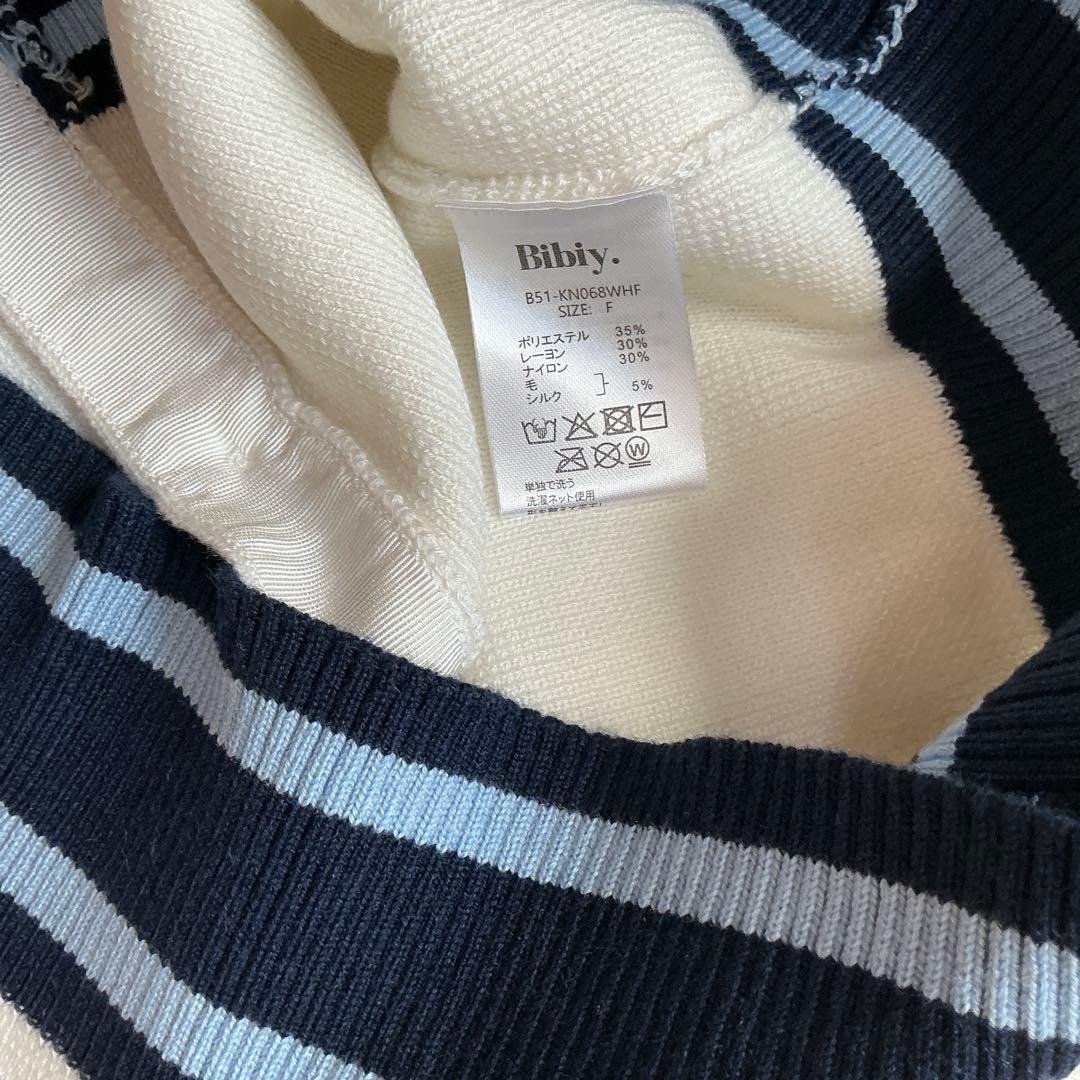 Bibiy.
B51-KN068WHF
SIZE: F
ポリエステル 35%
レーヨン 30%
ナイロン 30%
毛
シルク } 5%
W
単独で洗う
洗濯ネット使用